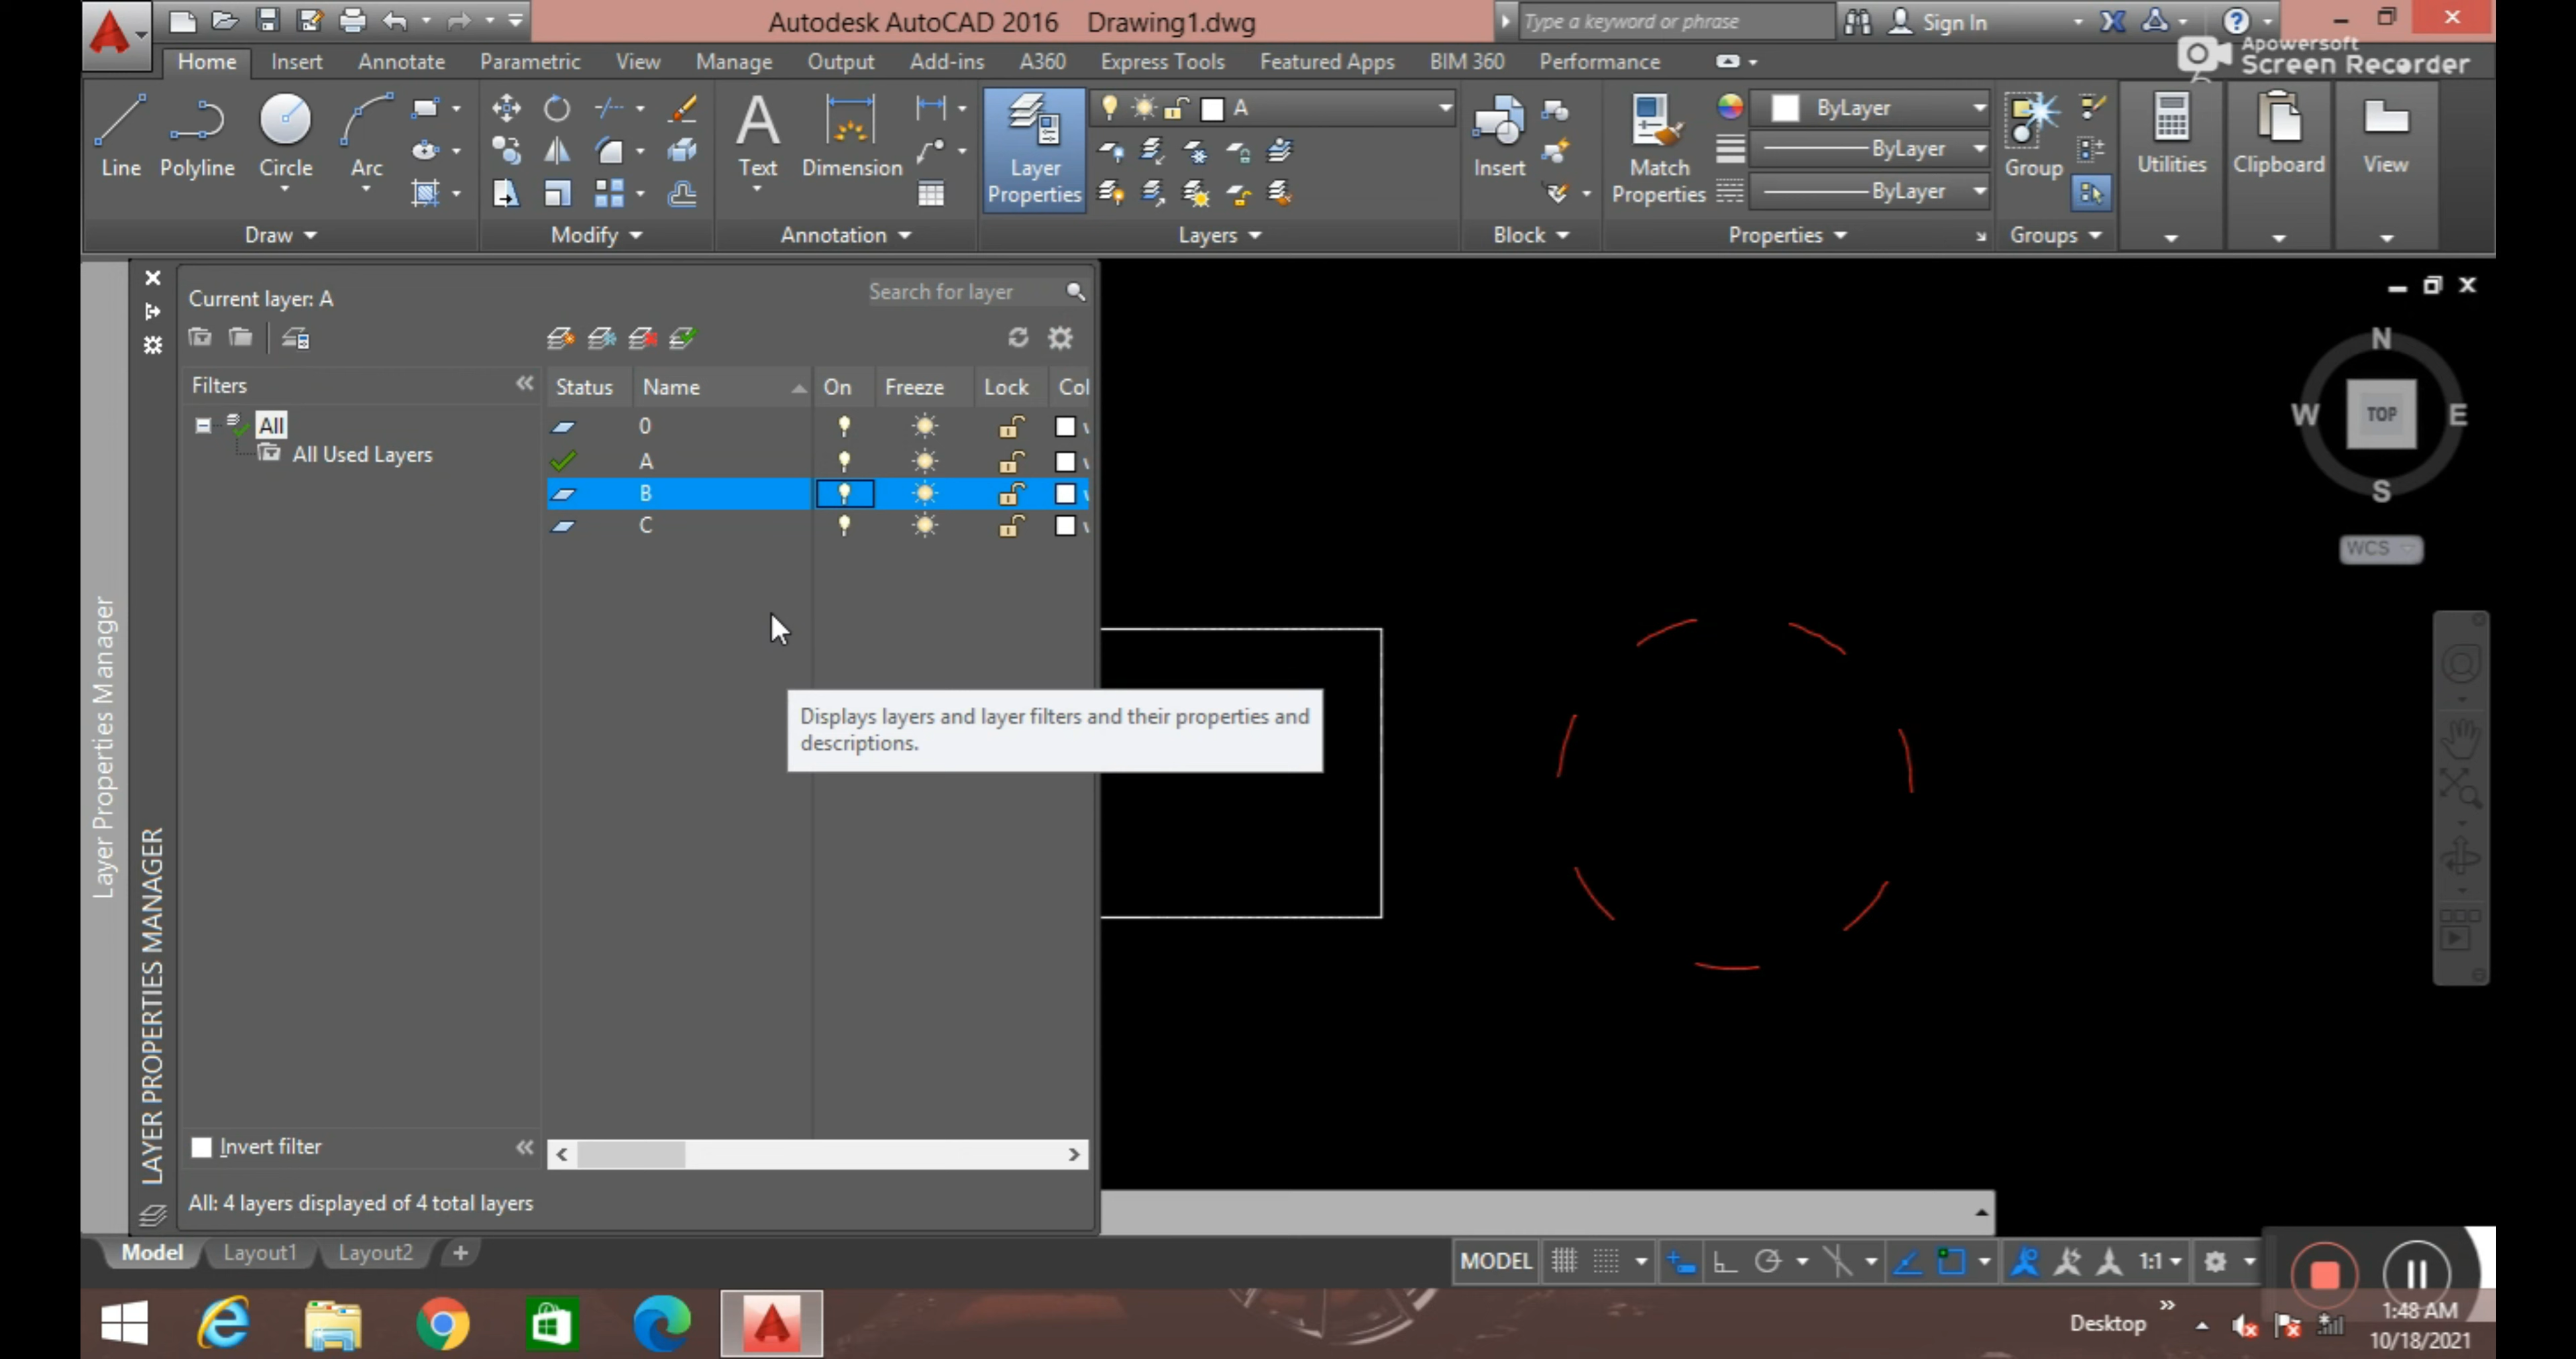 Autodesk AutoCAD 2016 Drawing1.dwg
Type a keyword or phrase
Sign In
Apowersoft
Screen Recorder
Home Insert Annotate Parametric View Manage Output Add-ins A360 Express Tools Featured Apps BIM 360 Performance
Line Polyline Circle Arc
Draw
Modify
Text Dimension
Annotation
Layer
Properties
A
Layers
Insert
Block
Match
Properties
ByLayer
ByLayer
ByLayer
Properties
Group
Groups
Utilities
Clipboard
View
Layer Properties Manager
LAYER PROPERTIES MANAGER
Current layer: A
Search for layer
Filters
All
All Used Layers
Status Name On Freeze Lock Col
0
A
B
C
Displays layers and layer filters and their properties and
descriptions.
Invert filter
All: 4 layers displayed of 4 total layers
N
W TOP E
S
WCS
Model Layout1 Layout2 +
MODEL
1:1
Desktop
1:48 AM
10/18/2021